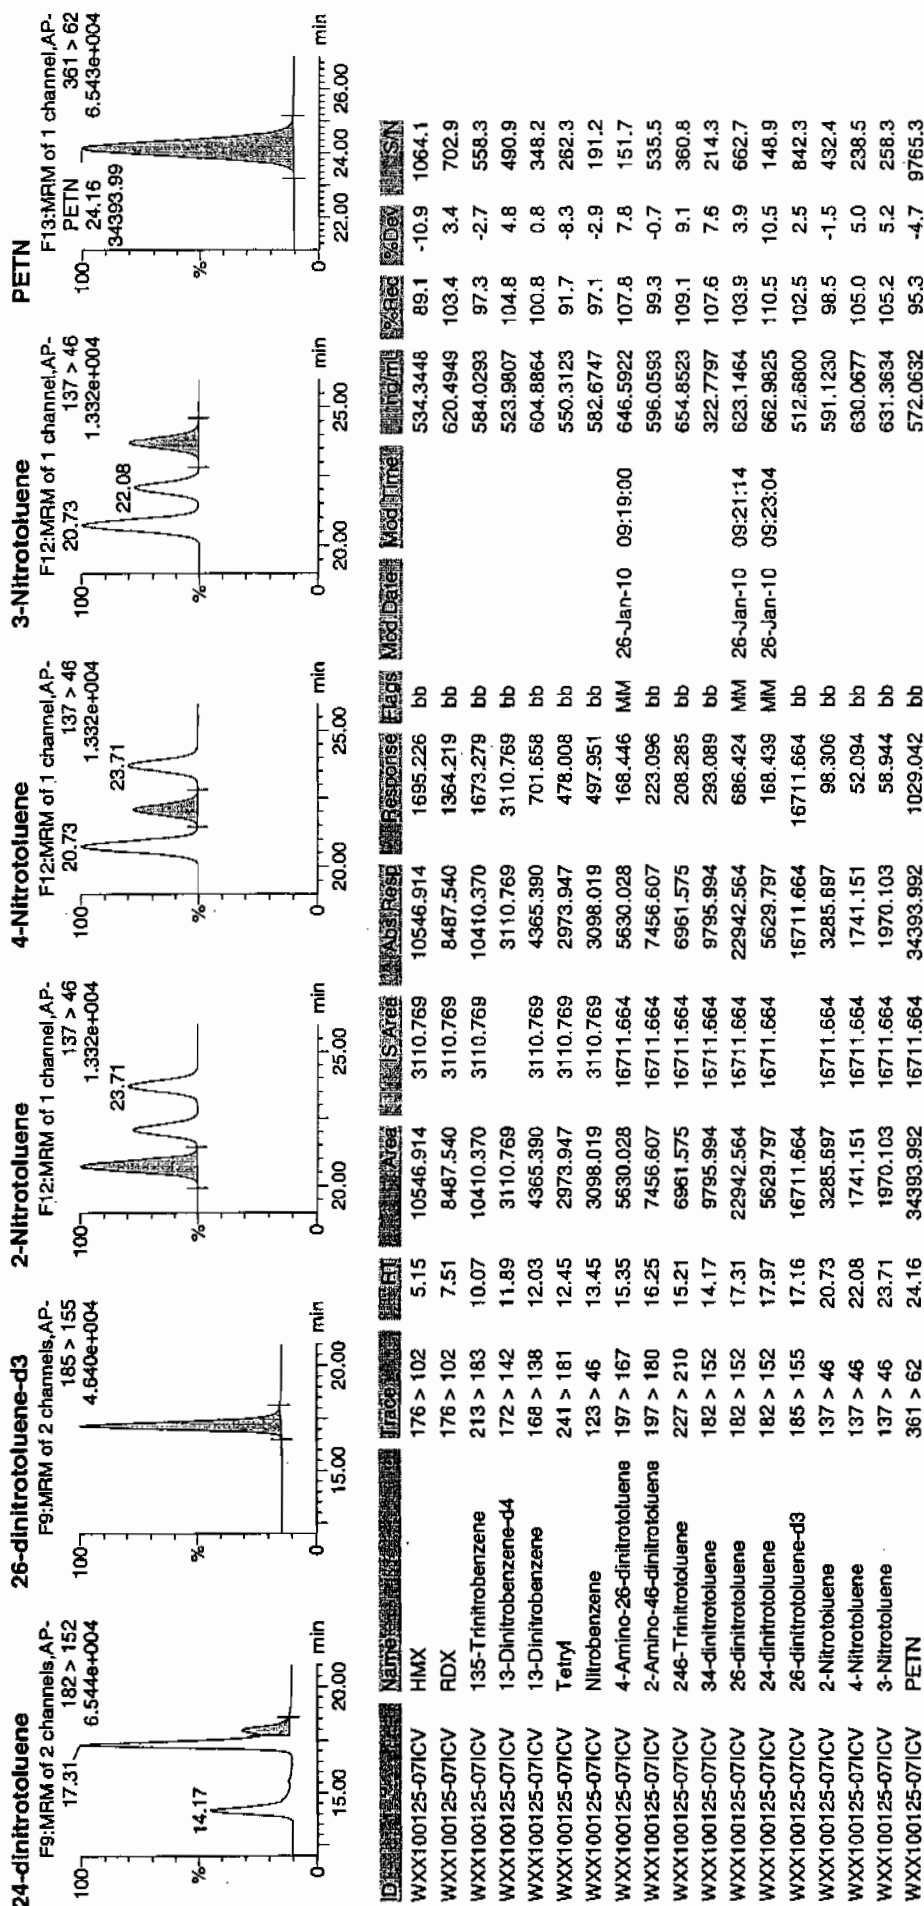 24-dinitrotoluene
F9:MRM of 2 channels,AP-
182 > 152
6.544e+004
100
17.31
14.17
%
0
15.00
20.00
min
26-dinitrotoluene-d3
F9:MRM of 2 channels,AP-
185 > 155
4.640e+004
100
%
0
15.00
20.00
min
2-Nitrotoluene
F12:MRM of 1 channel,AP-
137 > 46
1.332e+004
100
23.71
%
0
20.00
25.00
min
4-Nitrotoluene
F12:MRM of 1 channel,AP-
20.73
137 > 46
1.332e+004
100
23.71
%
0
20.00
25.00
min
3-Nitrotoluene
F12:MRM of 1 channel,AP-
20.73
137 > 46
1.332e+004
100
22.08
%
0
20.00
25.00
min
PETN
F13:MRM of 1 channel,AP-
PETN
24.16
34393.99
361 > 62
6.543e+004
100
%
0
22.00
24.00
26.00
min
ID Name Trace RT Area IS Area Abs.Resp Response Flags Mod.Date Mod.Time ng/mL %Rec %Dev S/N
WXX100125-07ICV HMX 176 > 102 5.15 10546.914 3110.769 10546.914 1695.226 bb 534.3448 89.1 -10.9 1064.1
WXX100125-07ICV RDX 176 > 102 7.51 8487.540 3110.769 8487.540 1364.219 bb 620.4949 103.4 3.4 702.9
WXX100125-07ICV 135-Trinitrobenzene 213 > 183 10.07 10410.370 3110.769 10410.370 1673.279 bb 584.0293 97.3 -2.7 558.3
WXX100125-07ICV 13-Dinitrobenzene-d4 172 > 142 11.89 3110.769 3110.769 3110.769 bb 523.9807 104.8 4.8 490.9
WXX100125-07ICV 13-Dinitrobenzene 168 > 138 12.03 4365.390 3110.769 4365.390 701.658 bb 604.8864 100.8 0.8 348.2
WXX100125-07ICV Tetryl 241 > 181 12.45 2973.947 3110.769 2973.947 478.008 bb 550.3123 91.7 -8.3 262.3
WXX100125-07ICV Nitrobenzene 123 > 46 13.45 3098.019 3110.769 3098.019 497.951 bb 582.6747 97.1 -2.9 191.2
WXX100125-07ICV 4-Amino-26-dinitrotoluene 197 > 167 15.35 5630.028 16711.664 5630.028 168.446 MM 26-Jan-10 09:19:00 646.5922 107.8 7.8 151.7
WXX100125-07ICV 2-Amino-46-dinitrotoluene 197 > 180 16.25 7456.607 16711.664 7456.607 223.096 bb 596.0593 99.3 -0.7 535.5
WXX100125-07ICV 246-Trinitrotoluene 227 > 210 15.21 6961.575 16711.664 6961.575 208.285 bb 654.8523 109.1 9.1 360.8
WXX100125-07ICV 34-dinitrotoluene 182 > 152 14.17 9795.994 16711.664 9795.994 293.089 bb 322.7797 107.6 7.6 214.3
WXX100125-07ICV 26-dinitrotoluene 182 > 152 17.31 22942.564 16711.664 22942.564 686.424 MM 26-Jan-10 09:21:14 623.1464 103.9 3.9 662.7
WXX100125-07ICV 24-dinitrotoluene 182 > 152 17.97 5629.797 16711.664 5629.797 168.439 MM 26-Jan-10 09:23:04 662.9825 110.5 10.5 148.9
WXX100125-07ICV 26-dinitrotoluene-d3 185 > 155 17.16 16711.664 16711.664 16711.664 bb 512.6800 102.5 2.5 842.3
WXX100125-07ICV 2-Nitrotoluene 137 > 46 20.73 3285.697 16711.664 3285.697 98.306 bb 591.1230 98.5 -1.5 432.4
WXX100125-07ICV 4-Nitrotoluene 137 > 46 22.08 1741.151 16711.664 1741.151 52.094 bb 630.0677 105.0 5.0 238.5
WXX100125-07ICV 3-Nitrotoluene 137 > 46 23.71 1970.103 16711.664 1970.103 58.944 bb 631.3634 105.2 5.2 258.3
WXX100125-07ICV PETN 361 > 62 24.16 34393.992 16711.664 34393.992 1029.042 bb 572.0632 95.3 -4.7 9765.3